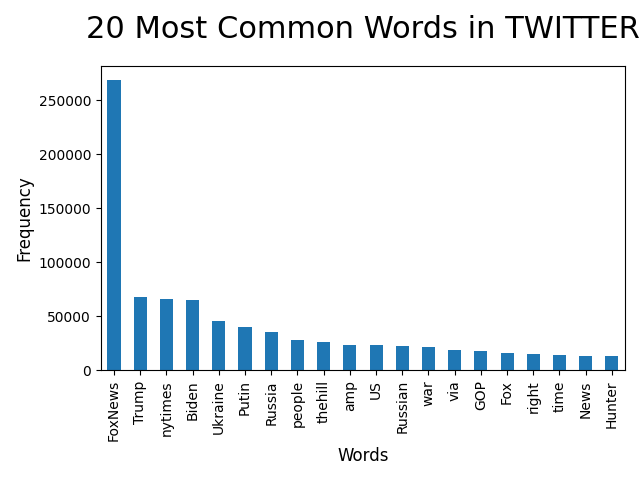 20 Most Common Words in TWITTER
250000
200000
150000
100000
50000
0
Frequency
FoxNews
Trump
nytimes
Biden
Ukraine
Putin
Russia
people
thehill
amp
US
Russian
war
via
GOP
Fox
right
time
News
Hunter
Words